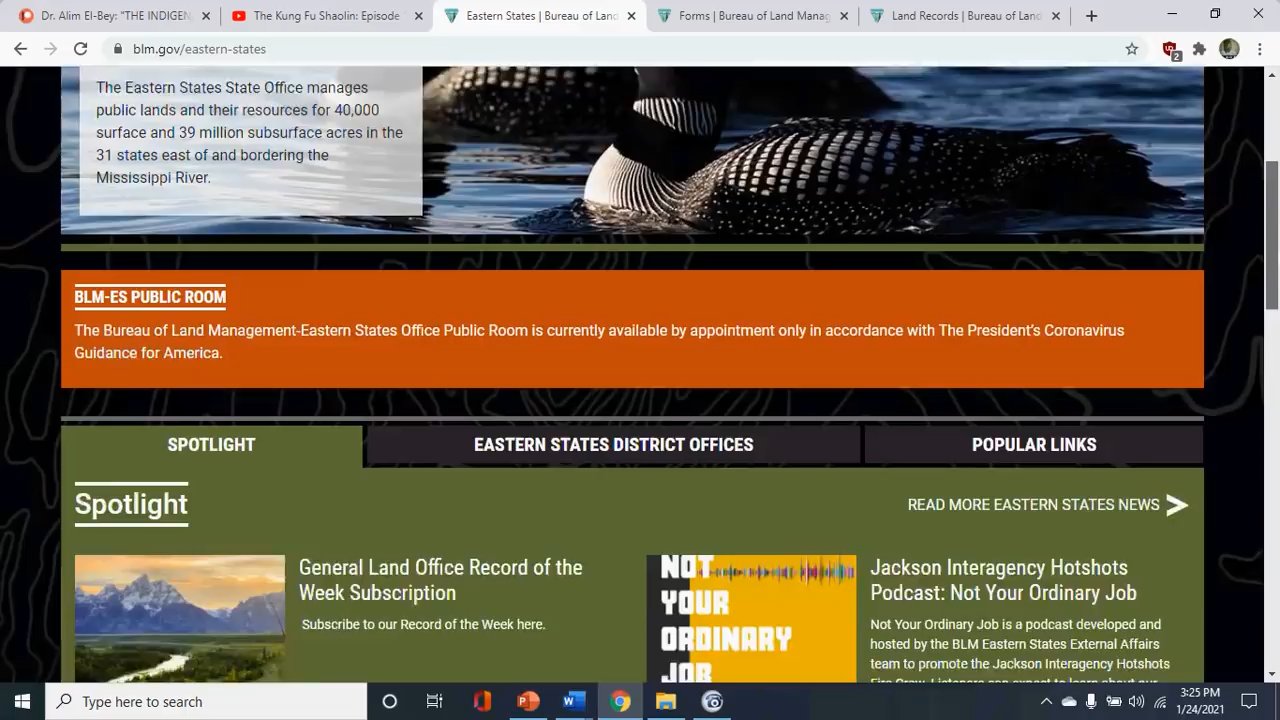 Dr. Alim El-Bey: "THE INDIGEN
The Kung Fu Shaolin: Episode
Eastern States | Bureau of Land
Forms | Bureau of Land Manag
Land Records | Bureau of Land
blm.gov/eastern-states
2
The Eastern States State Office manages
public lands and their resources for 40,000
surface and 39 million subsurface acres in the
31 states east of and bordering the
Mississippi River.
BLM-ES PUBLIC ROOM
The Bureau of Land Management-Eastern States Office Public Room is currently available by appointment only in accordance with The President's Coronavirus
Guidance for America.
SPOTLIGHT
EASTERN STATES DISTRICT OFFICES
POPULAR LINKS
Spotlight
READ MORE EASTERN STATES NEWS
General Land Office Record of the
Week Subscription
Subscribe to our Record of the Week here.
NOT
YOUR
ORDINARY
JOB
Jackson Interagency Hotshots
Podcast: Not Your Ordinary Job
Not Your Ordinary Job is a podcast developed and
hosted by the BLM Eastern States External Affairs
team to promote the Jackson Interagency Hotshots
Type here to search
3:25 PM
1/24/2021